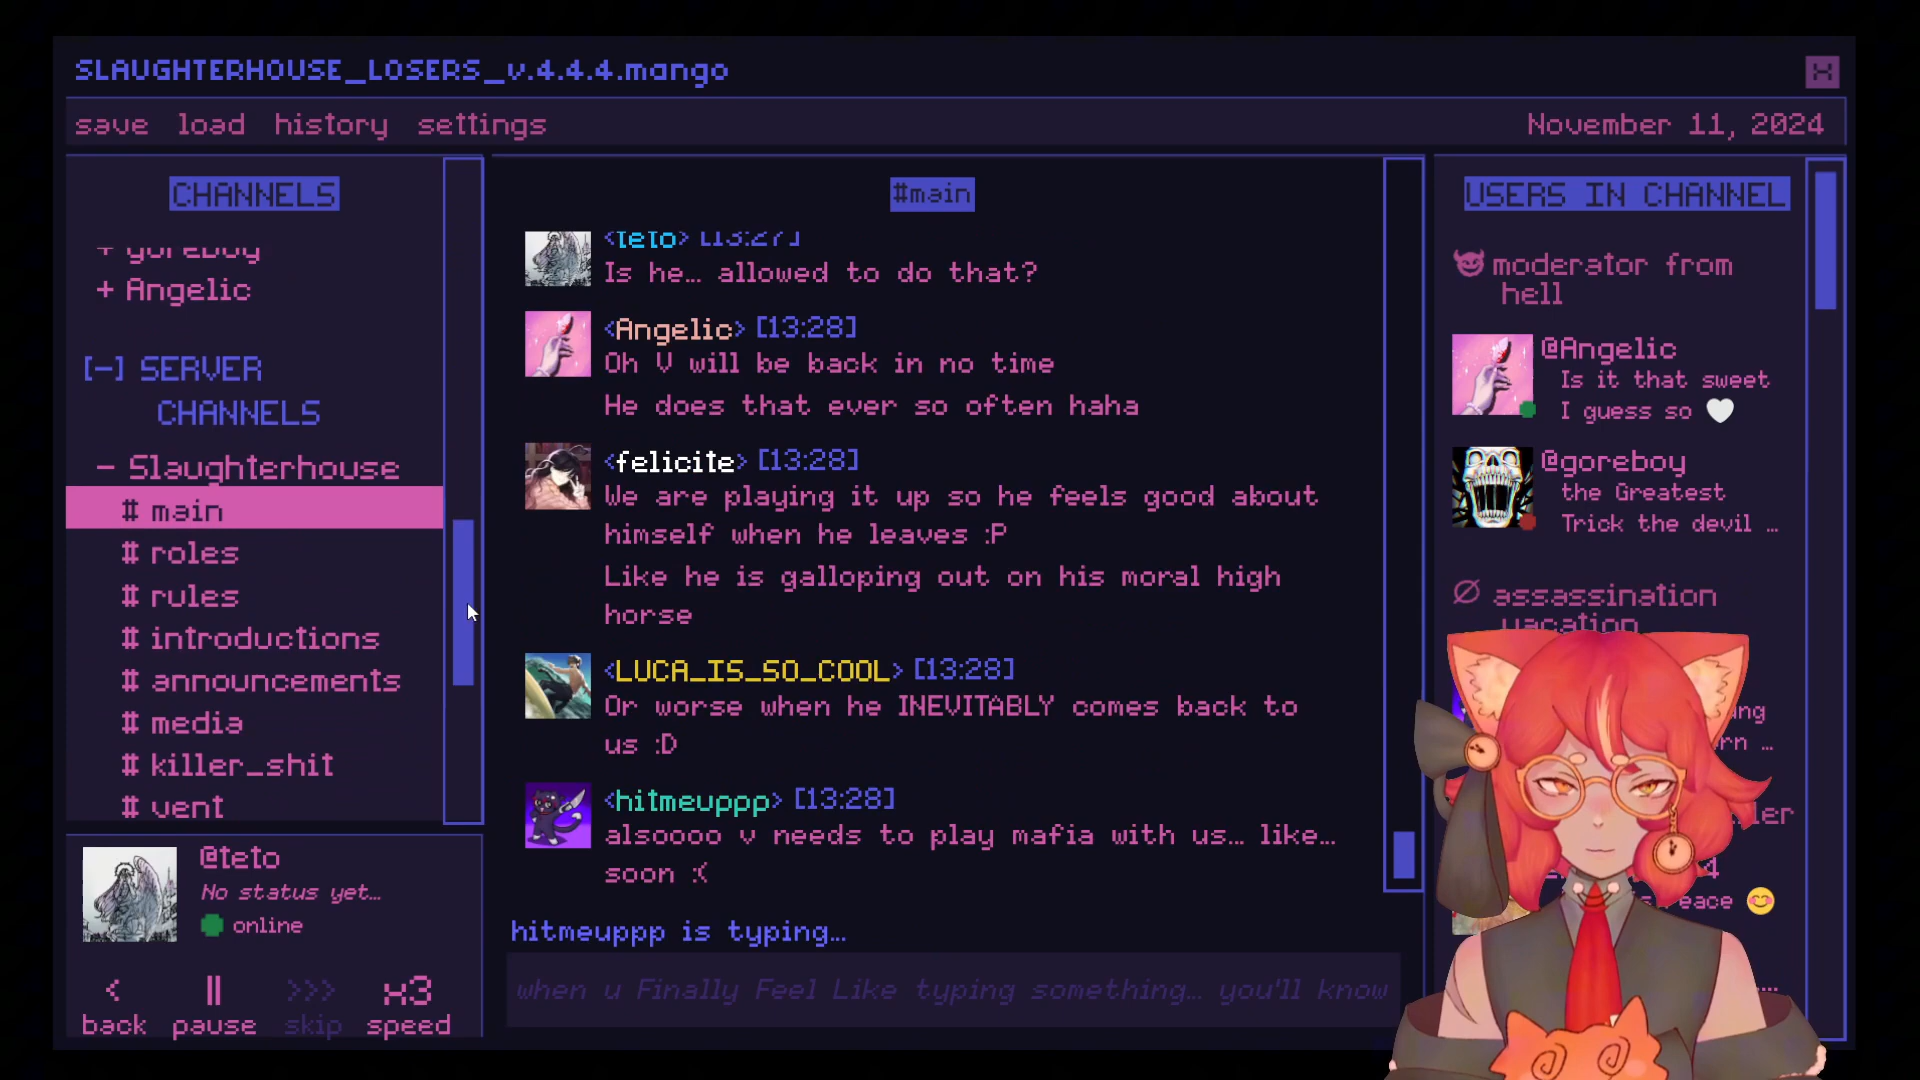 SLAUGHTERHOUSE_LOSERS_v.4.4.4.mango
save load history settings
November 11, 2024
CHANNELS
+ goreboy
+ Angelic
[-] SERVER
CHANNELS
- Slaughterhouse
# main
# roles
# rules
# introductions
# announcements
# media
# killer_shit
# vent
@teto
No status yet…
online
< || >>> x3
back pause skip speed
#main
<teto> [13:27]
Is he… allowed to do that?
<Angelic> [13:28]
Oh V will be back in no time
He does that ever so often haha
<felicite> [13:28]
We are playing it up so he feels good about
himself when he leaves :P
Like he is galloping out on his moral high
horse
<LUCA_IS_SO_COOL> [13:28]
Or worse when he INEVITABLY comes back to
us :D
<hitmeuppp> [13:28]
alsoooo v needs to play mafia with us… like…
soon :(
hitmeuppp is typing…
when u Finally Feel Like typing something… you'll know
USERS IN CHANNEL
moderator from
hell
@Angelic
Is it that sweet
I guess so 🤍
@goreboy
the Greatest
Trick the devil …
assassination
vacation